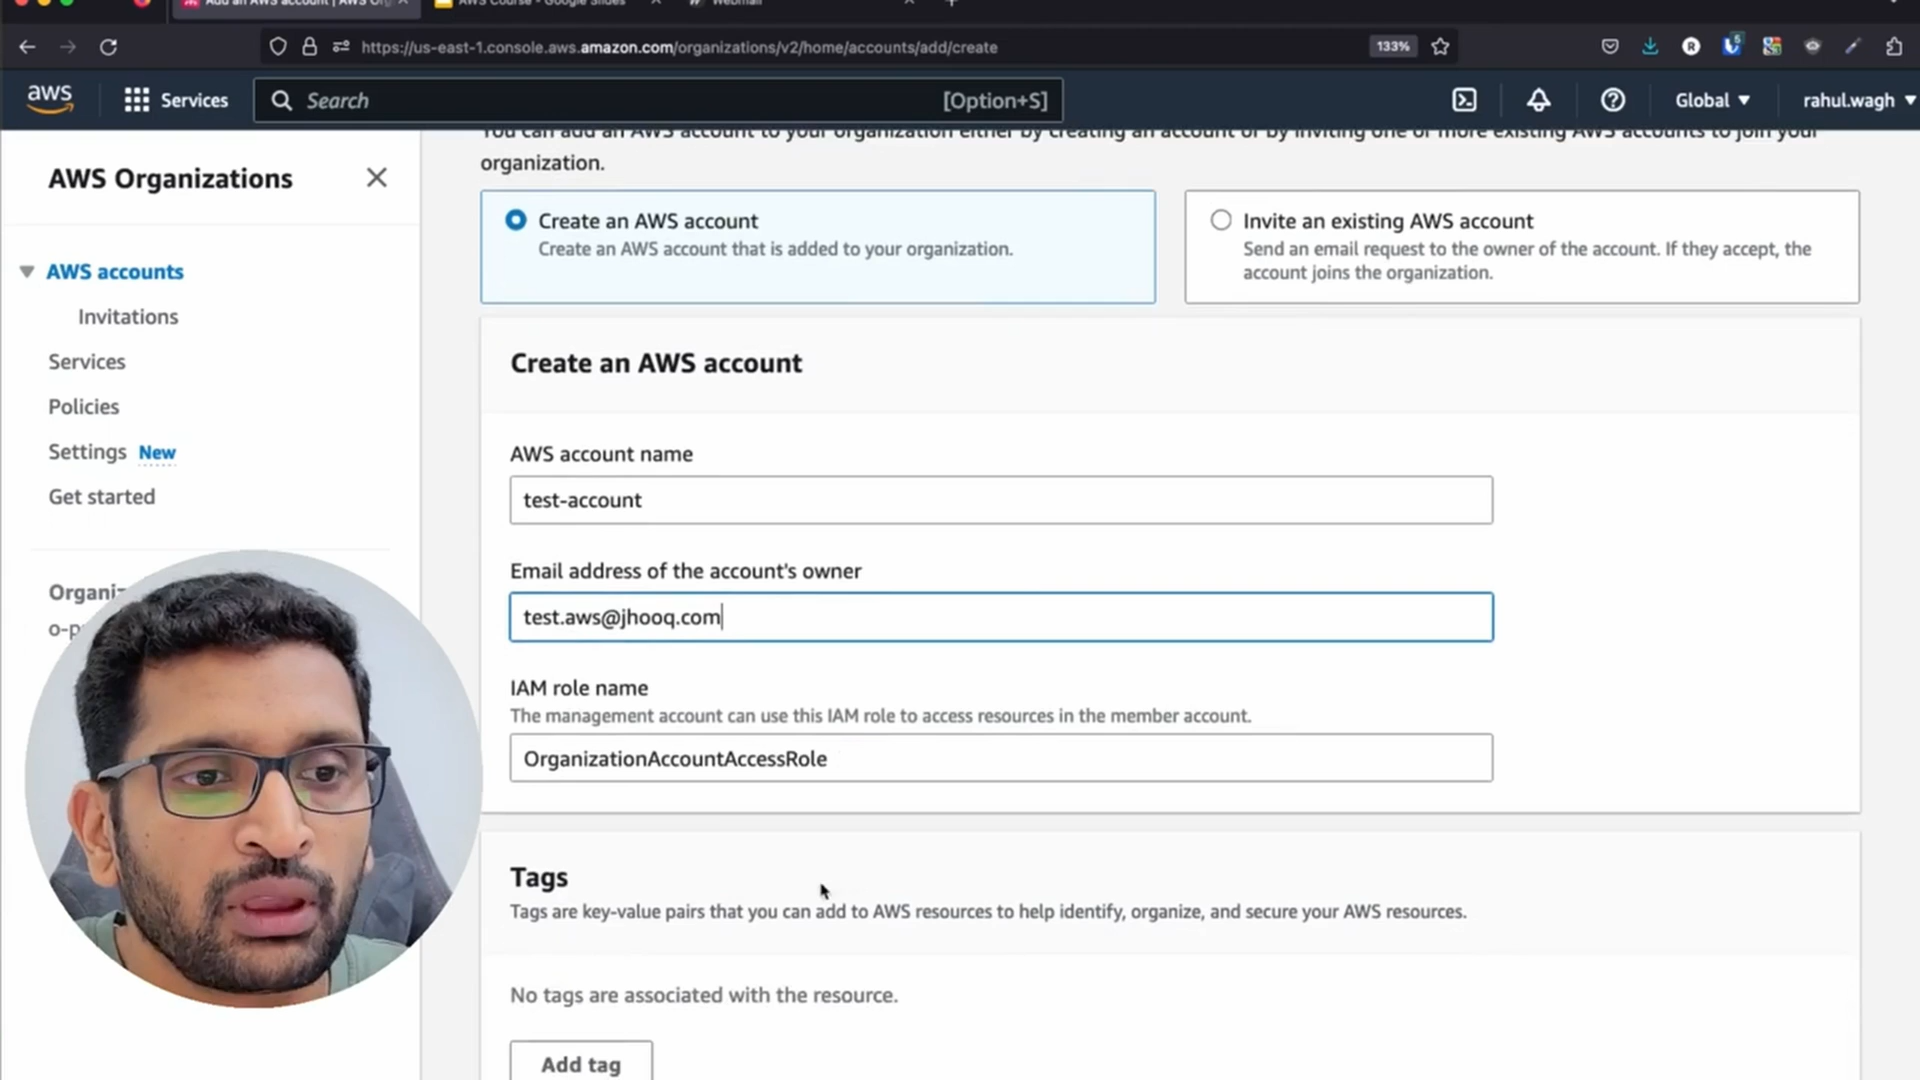 Add an AWS account | AWS Org
AWS Course - Google Slides
Webmail
https://us-east-1.console.aws.amazon.com/organizations/v2/home/accounts/add/create
133%
R
5
aws
Services
Search
[Option+S]
Global
rahul.wagh
You can add an AWS account to your organization either by creating an account or by inviting one or more existing AWS accounts to join your
organization.
AWS Organizations
AWS accounts
Invitations
Services
Policies
Settings New
Get started
Organiz
Create an AWS account
Create an AWS account that is added to your organization.
Invite an existing AWS account
Send an email request to the owner of the account. If they accept, the
account joins the organization.
Create an AWS account
AWS account name
test-account
Email address of the account's owner
test.aws@jhooq.com
IAM role name
The management account can use this IAM role to access resources in the member account.
OrganizationAccountAccessRole
Tags
Tags are key-value pairs that you can add to AWS resources to help identify, organize, and secure your AWS resources.
No tags are associated with the resource.
Add tag